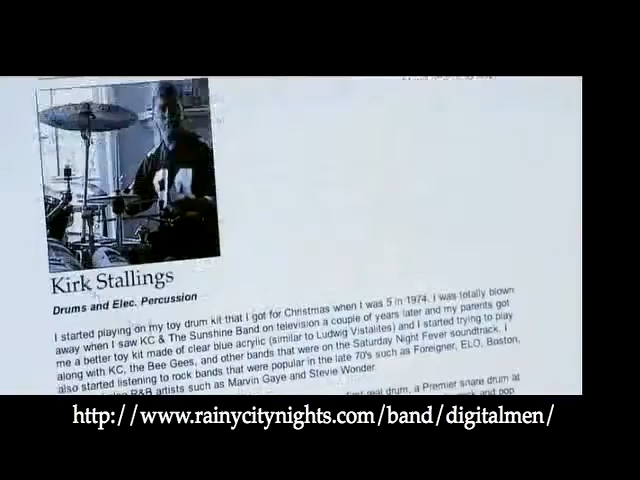 Kirk Stallings
Drums and Elec. Percussion
I started playing on my toy drum kit that I got for Christmas when I was 5 in 1974. I was totally blown
away when I saw KC & The Sunshine Band on television a couple of years later and my parents got
me a better toy kit made of clear blue acrylic (similar to Ludwig Vistalites) and I started trying to play
along with KC, the Bee Gees, and other bands that were on the Saturday Night Fever soundtrack. I
also started listening to rock bands that were popular in the late 70's such as Foreigner, ELO, Boston,
R&B artists such as Marvin Gaye and Stevie Wonder.
first real drum, a Premier snare drum at
and pop
http://www.rainycitynights.com/band/digitalmen/